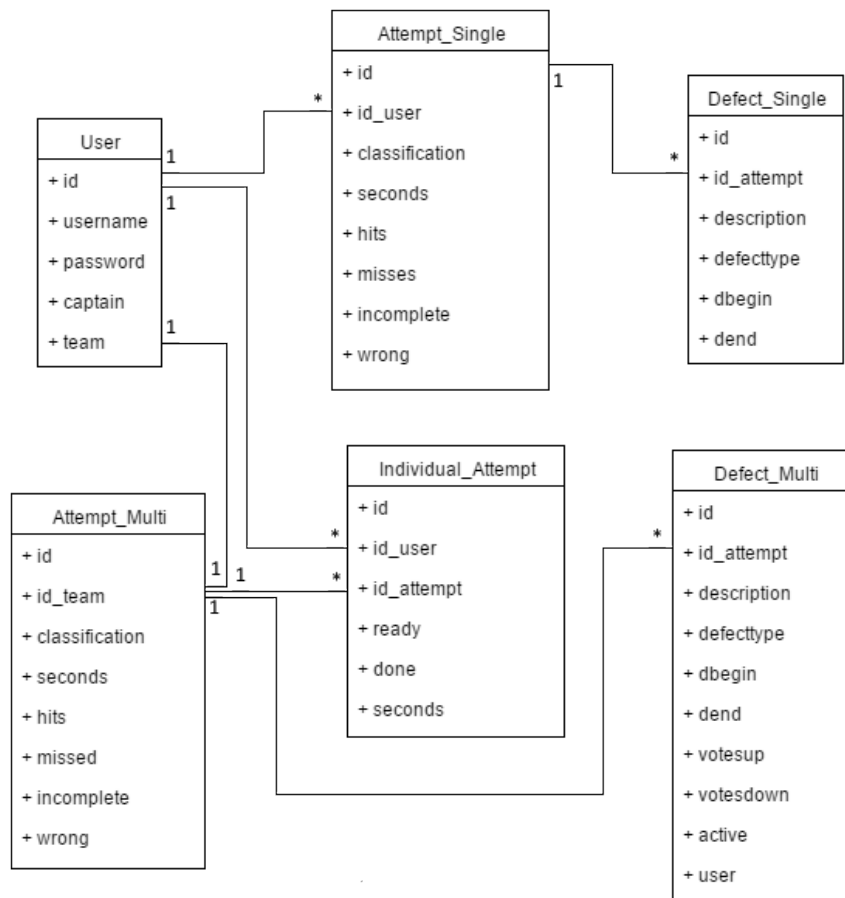 Attempt_Single
+ id
+ id_user
+ classification
+ seconds
+ hits
+ misses
+ incomplete
+ wrong
1
*
Defect_Single
+ id
+ id_attempt
+ description
+ defecttype
+ dbegin
+ dend
*
User
+ id
+ username
+ password
+ captain
+ team
1
1
1
Individual_Attempt
+ id
+ id_user
+ id_attempt
+ ready
+ done
+ seconds
*
*
Attempt_Multi
+ id
+ id_team
+ classification
+ seconds
+ hits
+ missed
+ incomplete
+ wrong
1
1
1
Defect_Multi
+ id
+ id_attempt
+ description
+ defecttype
+ dbegin
+ dend
+ votesup
+ votesdown
+ active
+ user
*